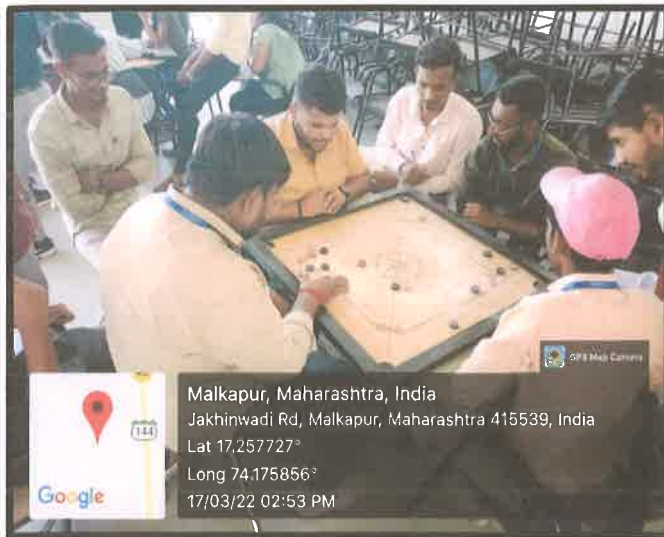 GPS Map Camera
144
Google
Malkapur, Maharashtra, India
Jakhinwadi Rd, Malkapur, Maharashtra 415539, India
Lat 17.257727°
Long 74.175856°
17/03/22 02:53 PM